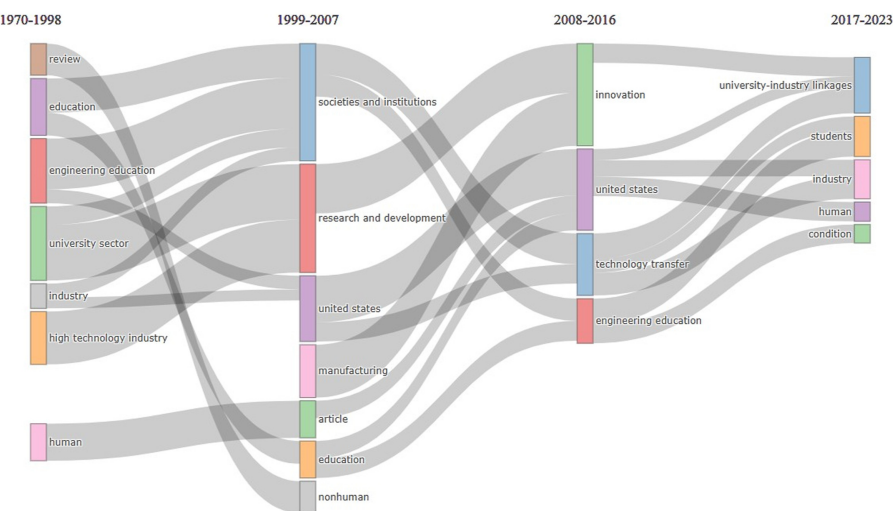 1970-1998
1999-2007
2008-2016
2017-2023
review
education
engineering education
university sector
industry
high technology industry
human
societies and institutions
research and development
united states
manufacturing
article
education
nonhuman
innovation
united states
technology transfer
engineering education
university-industry linkages
students
industry
human
condition